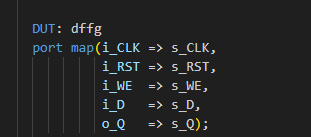 DUT: dffg
port map(i_CLK => s_CLK,
i_RST => s_RST,
i_WE => s_WE,
i_D => s_D,
o_Q => s_Q);